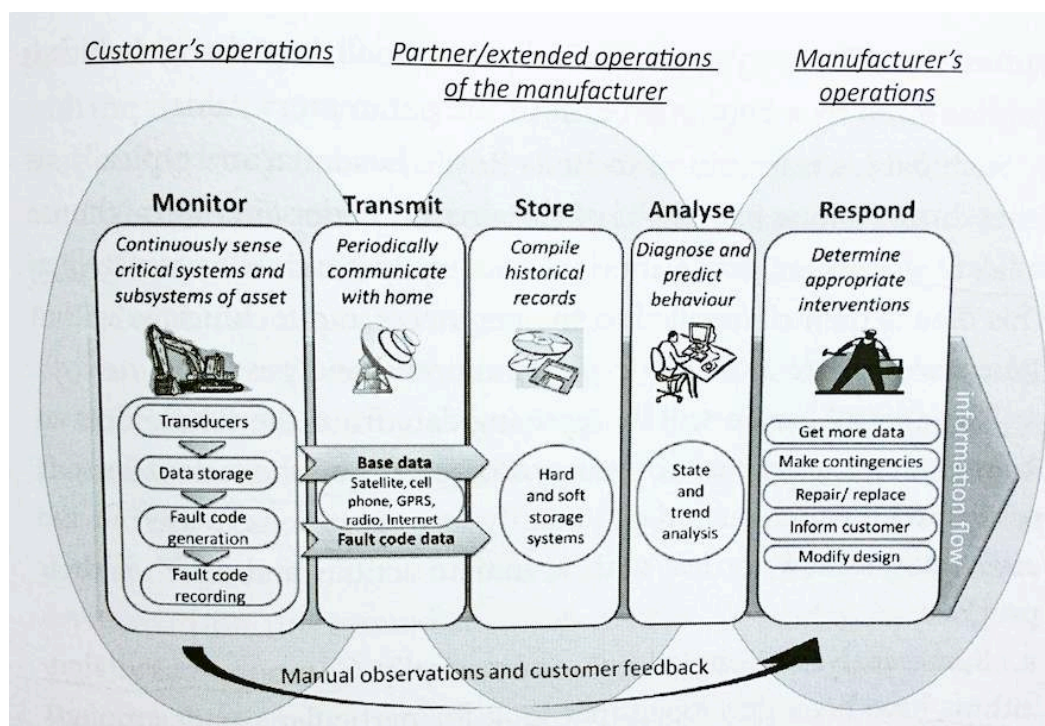 Customer's operations
Partner/extended operations
of the manufacturer
Manufacturer's
operations
Monitor
Continuously sense
critical systems and
subsystems of asset
Transducers
Data storage
Fault code
generation
Fault code
recording
Transmit
Periodically
communicate
with home
Base data
Satellite, cell
phone, GPRS,
radio, Internet
Fault code data
Store
Compile
historical
records
Hard
and soft
storage
systems
Analyse
Diagnose and
predict
behaviour
State
and
trend
analysis
Respond
Determine
appropriate
interventions
Get more data
Make contingencies
Repair/ replace
Inform customer
Modify design
information flow
Manual observations and customer feedback